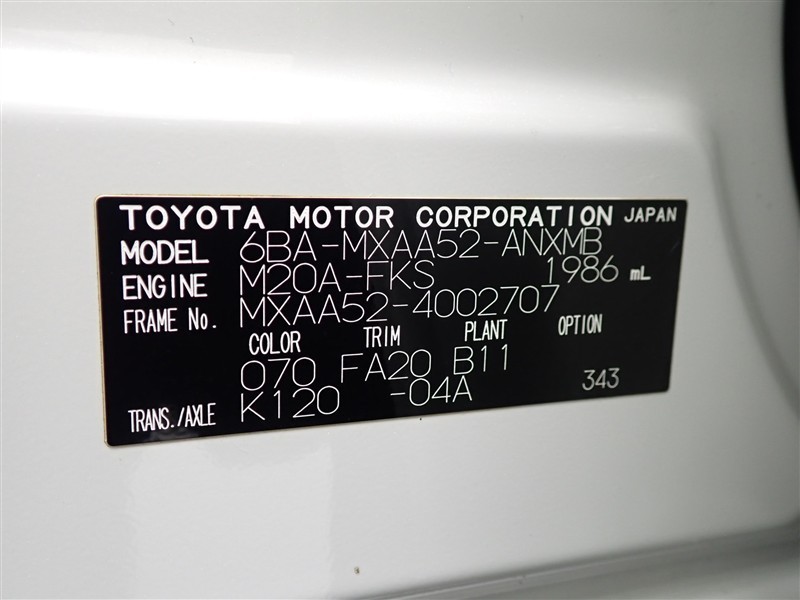 TOYOTA MOTOR CORPORATION JAPAN
MODEL 6BA-MXAA52-ANXMB
ENGINE M20A-FKS 1986 mL
FRAME No. MXAA52-4002707
COLOR TRIM PLANT OPTION
070 FA20 B11
TRANS./AXLE K120 -04A 343